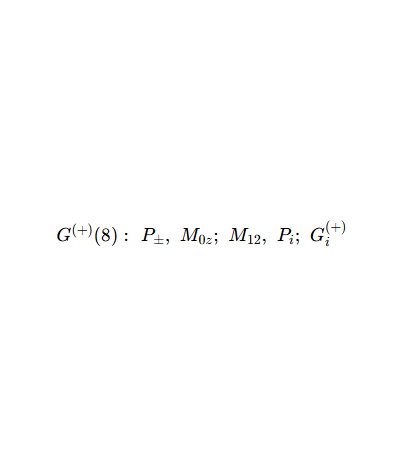 G^{(+)}(8) : P_±, M_{0z}; M_{12}, P_i; G_i^{(+)}